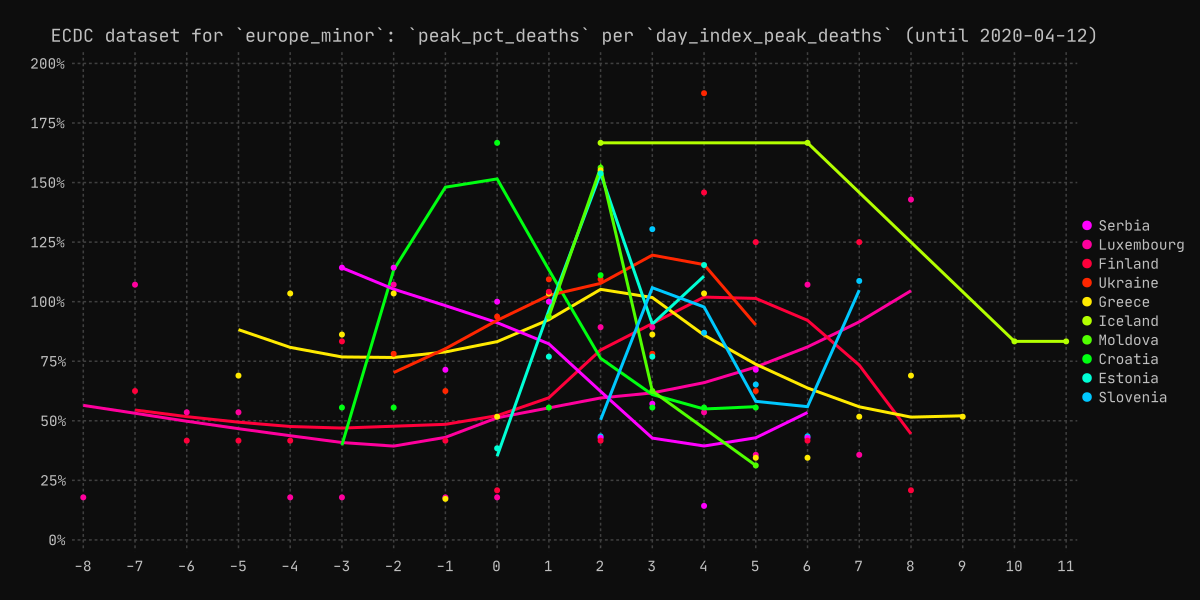 ECDC dataset for `europe_minor`: `peak_pct_deaths` per `day_index_peak_deaths` (until 2020-04-12)
200%
175%
150%
125%
100%
75%
50%
25%
0%
-8 -7 -6 -5 -4 -3 -2 -1 0 1 2 3 4 5 6 7 8 9 10 11
Serbia
Luxembourg
Finland
Ukraine
Greece
Iceland
Moldova
Croatia
Estonia
Slovenia